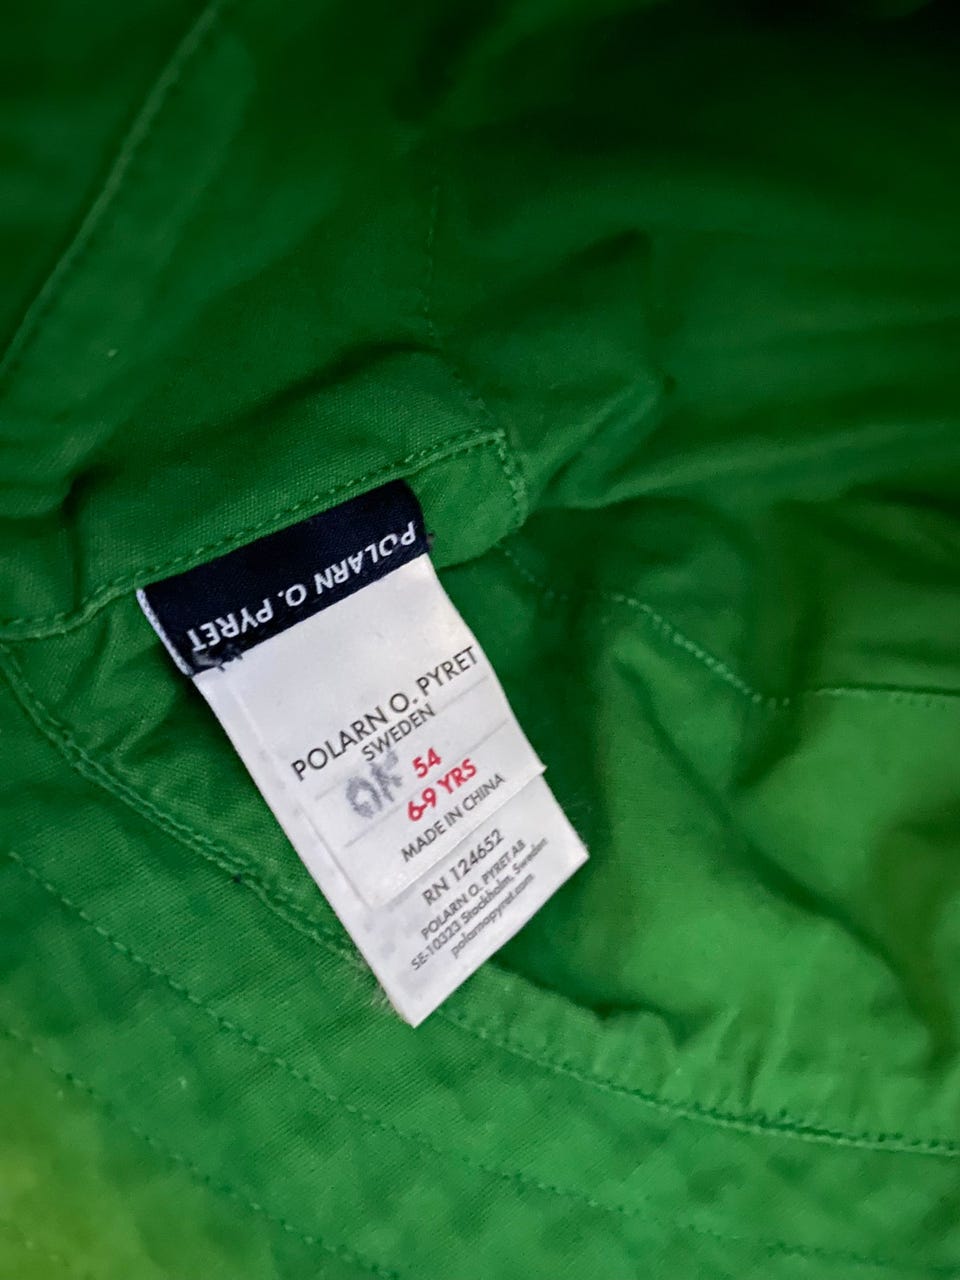 POLARN O. PYRET
POLARN O. PYRET
SWEDEN
OK 54
6-9 YRS
MADE IN CHINA
RN 124652
POLARN O. PYRET AB
SE-10323 Stockholm, Sweden
polarnopyret.com